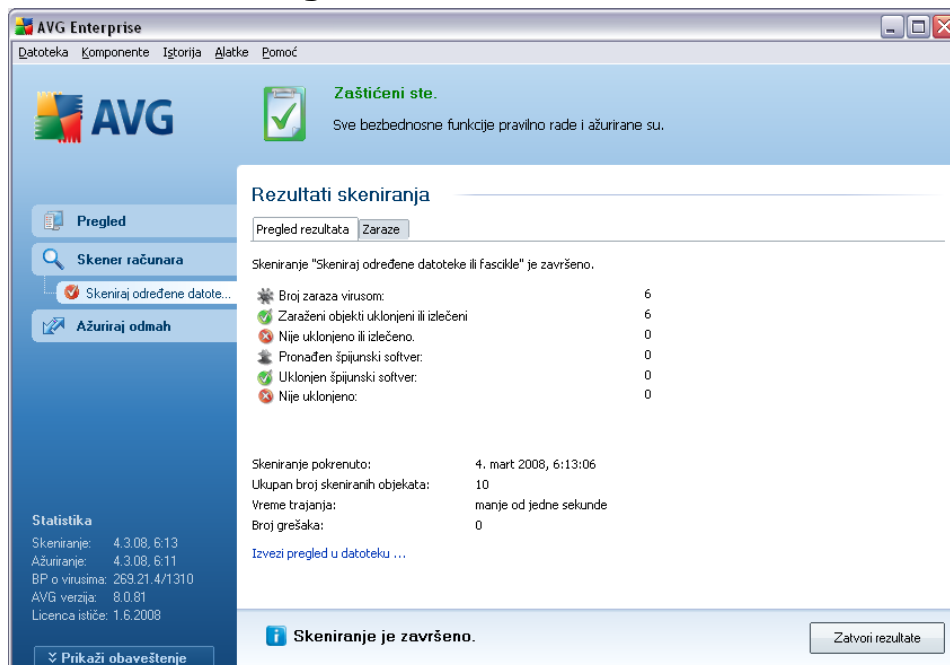 AVG Enterprise
Datoteka Komponente Istorija Alatke Pomoć
AVG
Zaštićeni ste.
Sve bezbednosne funkcije pravilno rade i ažurirane su.
Pregled
Skener računara
Skeniraj određene datote...
Ažuriraj odmah
Rezultati skeniranja
Pregled rezultata Zaraze
Skeniranje "Skeniraj određene datoteke ili fascikle" je završeno.
Broj zaraza virusom: 6
Zaraženi objekti uklonjeni ili izlečeni 6
Nije uklonjeno ili izlečeno. 0
Pronađen špijunski softver: 0
Uklonjen špijunski softver: 0
Nije uklonjeno: 0
Skeniranje pokrenuto: 4. mart 2008, 6:13:06
Ukupan broj skeniranih objekata: 10
Vreme trajanja: manje od jedne sekunde
Broj grešaka: 0
Izvezi pregled u datoteku ...
Statistika
Skeniranje: 4.3.08, 6:13
Ažuriranje: 4.3.08, 6:11
BP o virusima: 269.21.4/1310
AVG verzija: 8.0.81
Licenca ističe: 1.6.2008
Prikaži obaveštenje
Skeniranje je završeno.
Zatvori rezultate